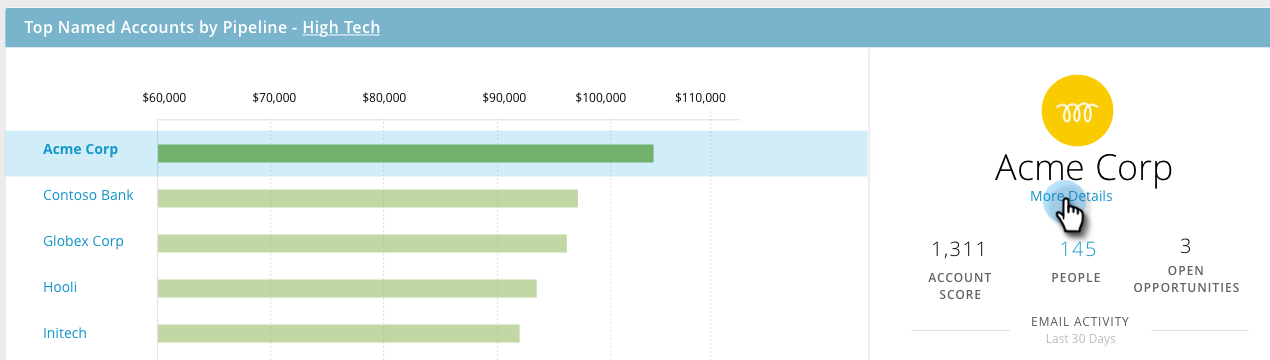 Top Named Accounts by Pipeline - High Tech
$60,000 $70,000 $80,000 $90,000 $100,000 $110,000
Acme Corp
Contoso Bank
Globex Corp
Hooli
Initech
Acme Corp
More Details
1,311 145 3
ACCOUNT SCORE
PEOPLE
OPEN OPPORTUNITIES
EMAIL ACTIVITY
Last 30 Days